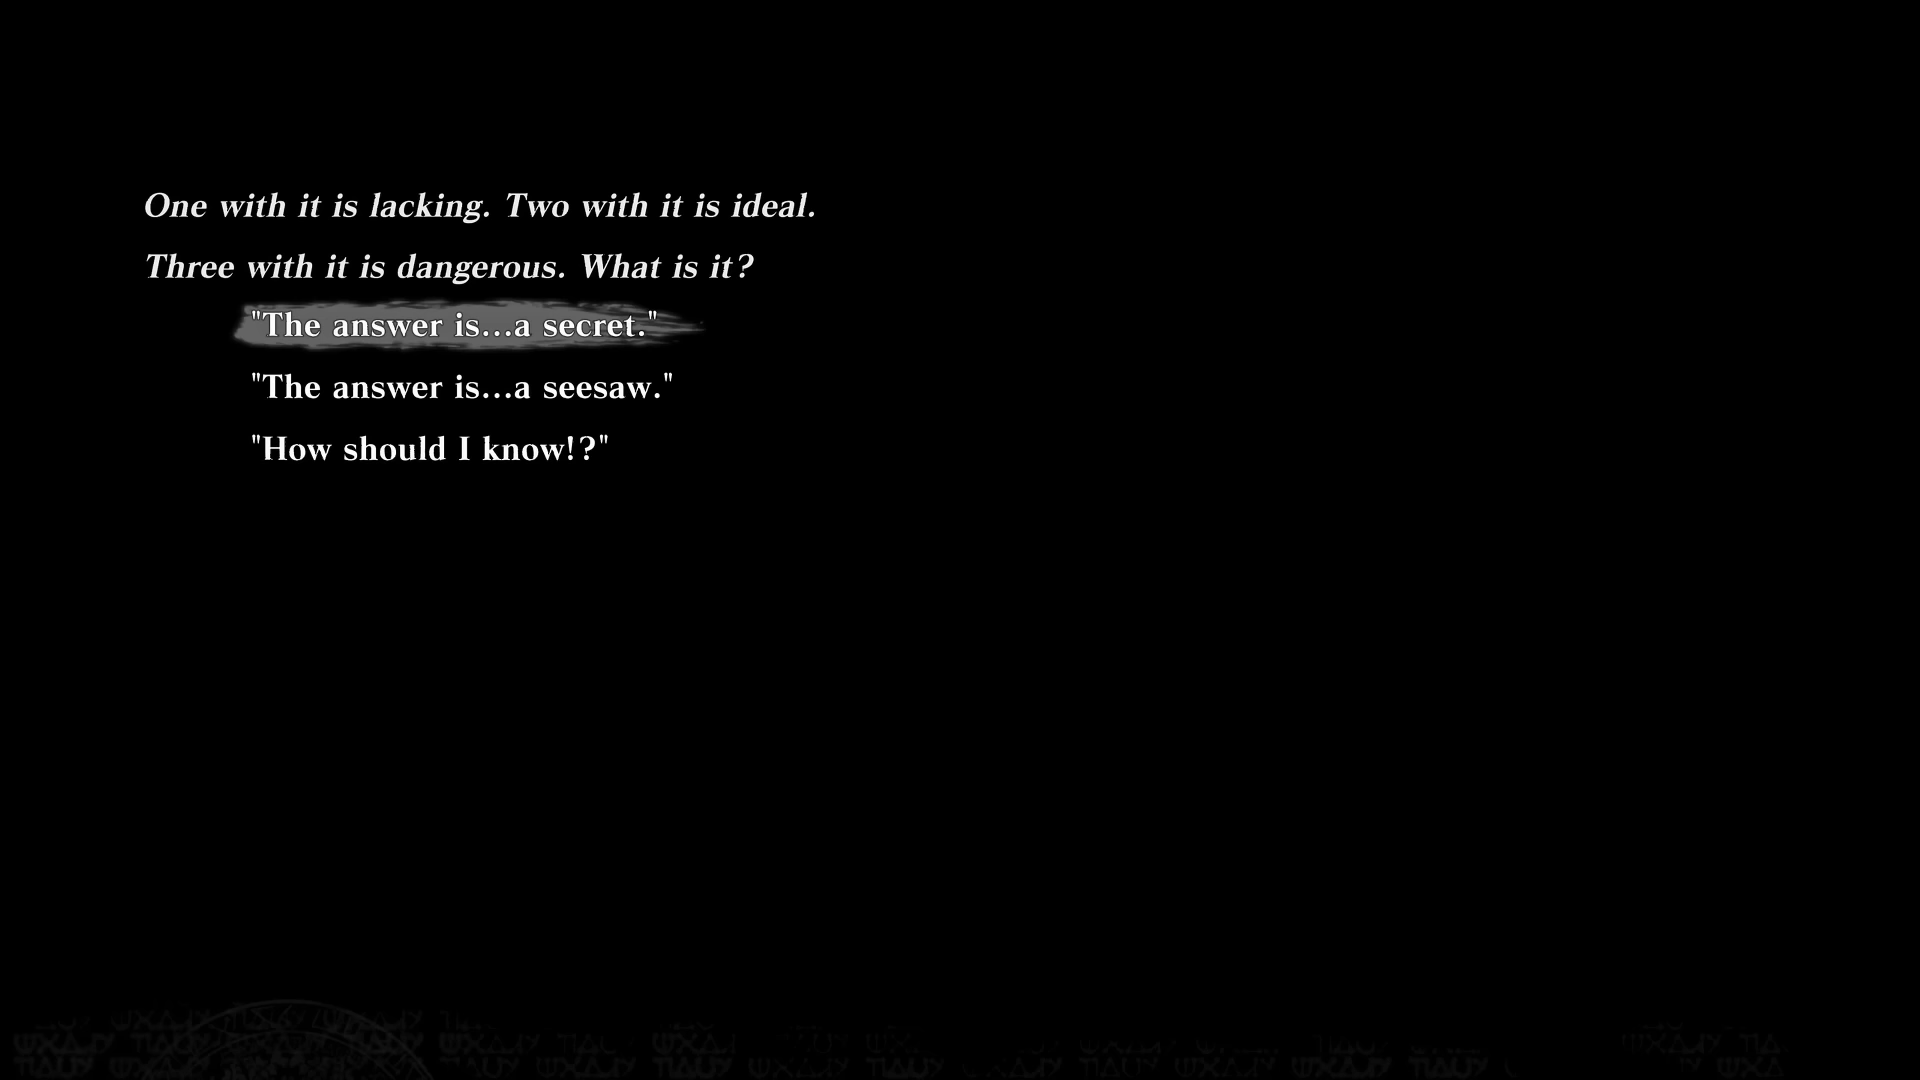 One with it is lacking. Two with it is ideal.
Three with it is dangerous. What is it?
"The answer is...a secret."
"The answer is...a seesaw."
"How should I know!?"